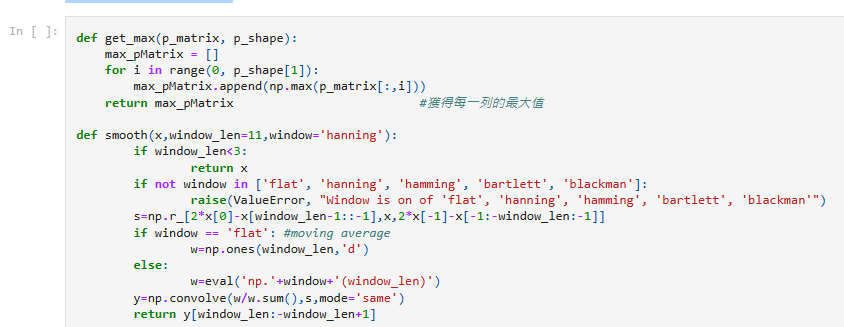 In [ ]:
def get_max(p_matrix, p_shape):
    max_pMatrix = []
    for i in range(0, p_shape[1]):
        max_pMatrix.append(np.max(p_matrix[:,i]))
    return max_pMatrix                          #獲得每一列的最大值
def smooth(x,window_len=11,window='hanning'):
        if window_len<3:
                return x
        if not window in ['flat', 'hanning', 'hamming', 'bartlett', 'blackman']:
                raise(ValueError, "Window is on of 'flat', 'hanning', 'hamming', 'bartlett', 'blackman'")
        s=np.r_[2*x[0]-x[window_len-1::-1],x,2*x[-1]-x[-1:-window_len:-1]]
        if window == 'flat': #moving average
                w=np.ones(window_len,'d')
        else:
                w=eval('np.'+window+'(window_len)')
        y=np.convolve(w/w.sum(),s,mode='same')
        return y[window_len:-window_len+1]